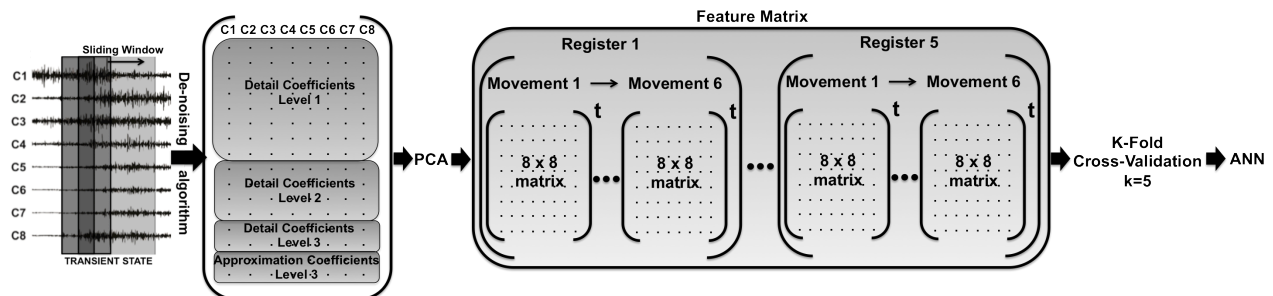 Sliding Window
C1
C2
C3
C4
C5
C6
C7
C8
TRANSIENT STATE
De-noising algorithm
C1 C2 C3 C4 C5 C6 C7 C8
Detail Coefficients
Level 1
Detail Coefficients
Level 2
Detail Coefficients
Level 3
Approximation Coefficients
Level 3
PCA
Feature Matrix
Register 1
Movement 1 → Movement 6
8 x 8
matrix
t
•••
8 x 8
matrix
t
•••
Register 5
Movement 1 → Movement 6
8 x 8
matrix
t
•••
8 x 8
matrix
t
K-Fold
Cross-Validation
k=5
ANN